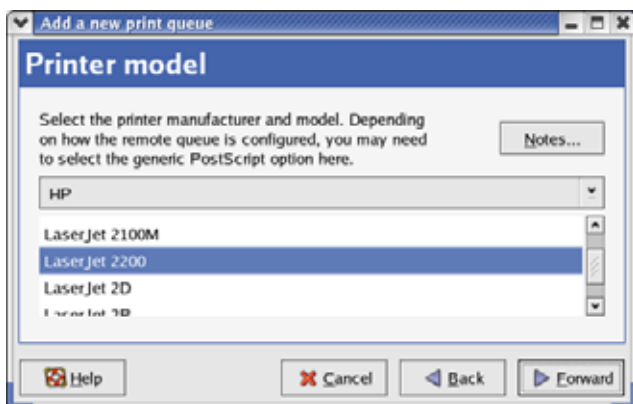 Add a new print queue
Printer model
Select the printer manufacturer and model. Depending
on how the remote queue is configured, you may need
to select the generic PostScript option here.
Notes...
HP
LaserJet 2100M
LaserJet 2200
LaserJet 2D
LaserJet 2P
Help
Cancel
Back
Forward